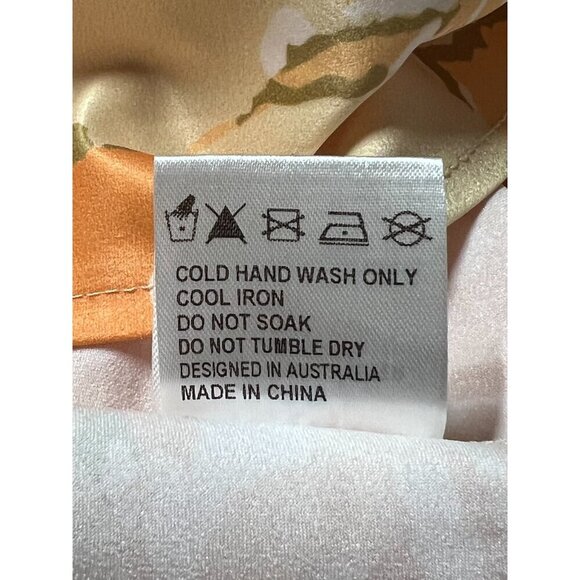 COLD HAND WASH ONLY
COOL IRON
DO NOT SOAK
DO NOT TUMBLE DRY
DESIGNED IN AUSTRALIA
MADE IN CHINA